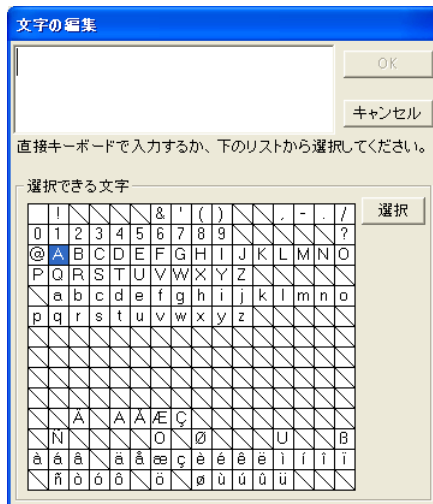 文字の編集
OK
キャンセル
直接キーボードで入力するか、下のリストから選択してください。
選択できる文字
選択
! & ' ( ) , - . /
0 1 2 3 4 5 6 7 8 9 ?
@ A B C D E F G H I J K L M N O
P Q R S T U V W X Y Z
a b c d e f g h i j k l m n o
p q r s t u v w x y z
Æ Ç
Ñ Ø ß
à á â ä å æ ç è é ê ë ì í î ï
ñ ò ó ô ö ø ù ú û ü